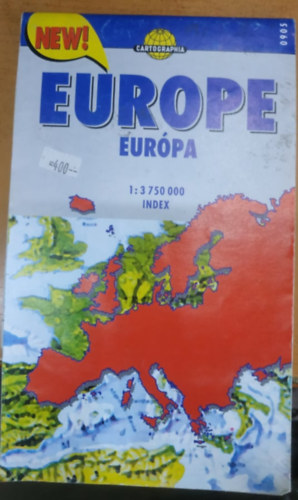 NEW!
CARTOGRAPHIA
0905
EUROPE
EURÓPA
400.-
1:3 750 000
INDEX